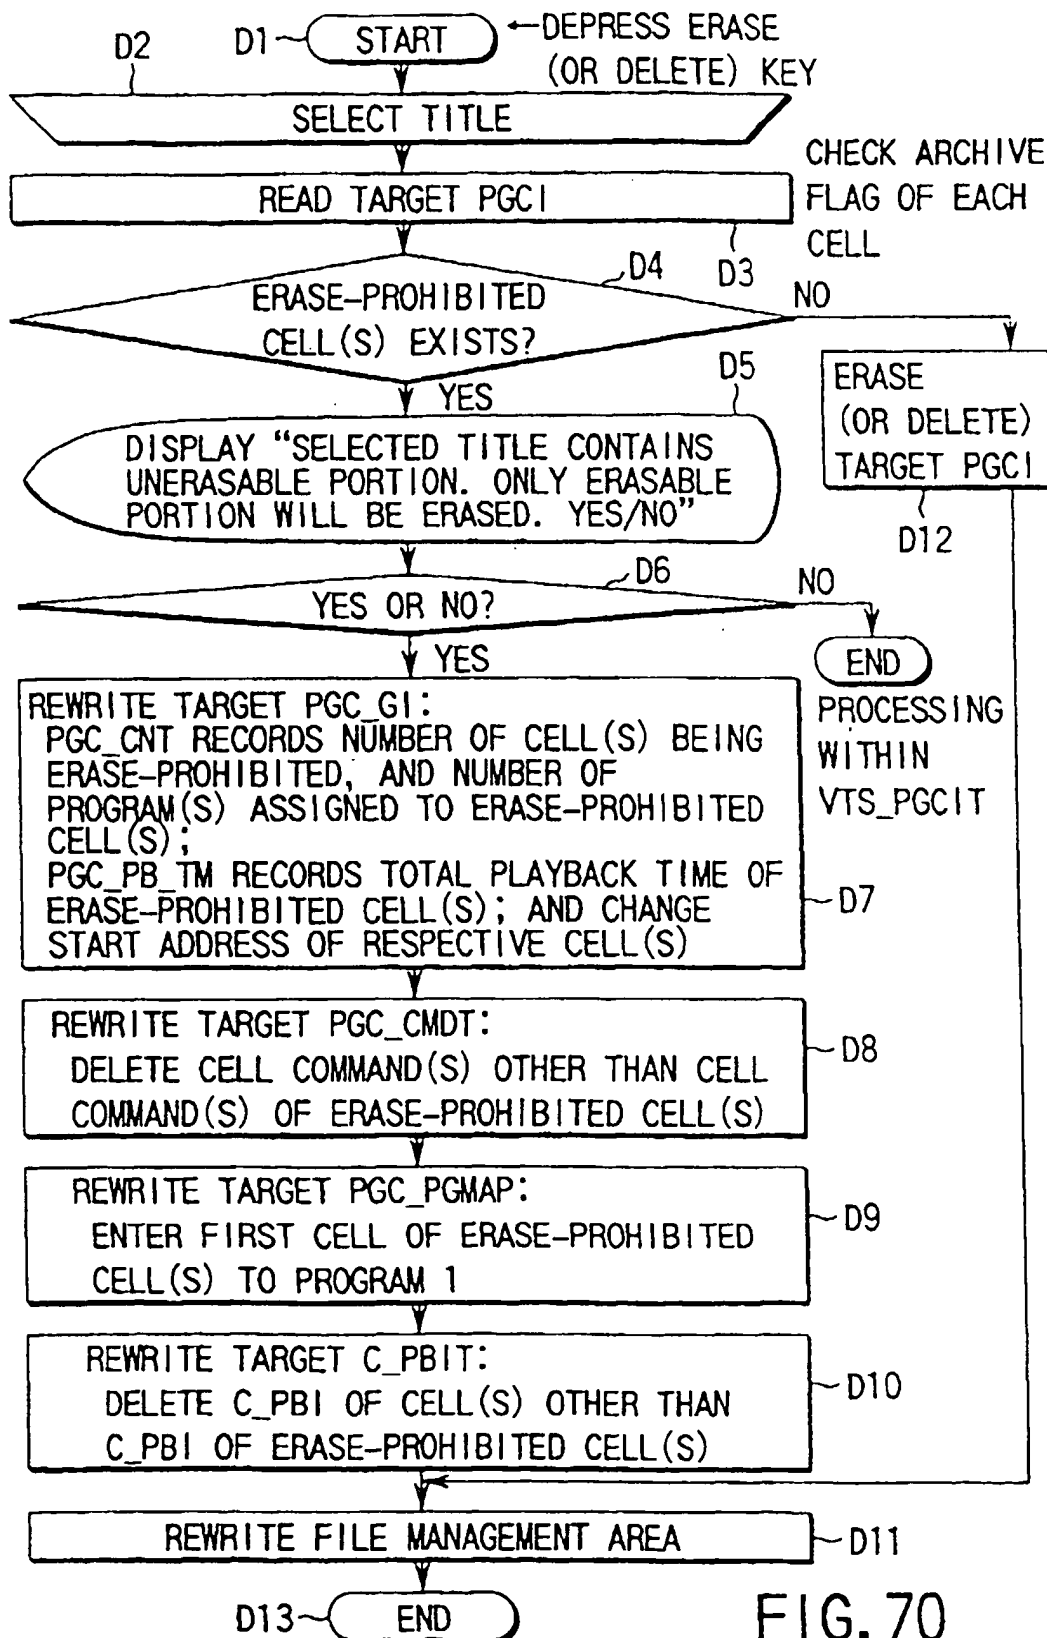 D1
START
←DEPRESS ERASE
(OR DELETE) KEY
D2
SELECT TITLE
READ TARGET PGCI
D3
CHECK ARCHIVE
FLAG OF EACH
CELL
D4
ERASE-PROHIBITED
CELL(S) EXISTS?
NO
YES
D5
DISPLAY “SELECTED TITLE CONTAINS
UNERASABLE PORTION. ONLY ERASABLE
PORTION WILL BE ERASED. YES/NO”
ERASE
(OR DELETE)
TARGET PGCI
D12
D6
YES OR NO?
NO
YES
END
PROCESSING
WITHIN
VTS_PGCIT
REWRITE TARGET PGC_GI:
PGC_CNT RECORDS NUMBER OF CELL(S) BEING
ERASE-PROHIBITED, AND NUMBER OF
PROGRAM(S) ASSIGNED TO ERASE-PROHIBITED
CELL(S);
PGC_PB_TM RECORDS TOTAL PLAYBACK TIME OF
ERASE-PROHIBITED CELL(S); AND CHANGE
START ADDRESS OF RESPECTIVE CELL(S)
D7
REWRITE TARGET PGC_CMDT:
DELETE CELL COMMAND(S) OTHER THAN CELL
COMMAND(S) OF ERASE-PROHIBITED CELL(S)
D8
REWRITE TARGET PGC_PGMAP:
ENTER FIRST CELL OF ERASE-PROHIBITED
CELL(S) TO PROGRAM 1
D9
REWRITE TARGET C_PBIT:
DELETE C_PBI OF CELL(S) OTHER THAN
C_PBI OF ERASE-PROHIBITED CELL(S)
D10
REWRITE FILE MANAGEMENT AREA
D11
D13
END
FIG. 70